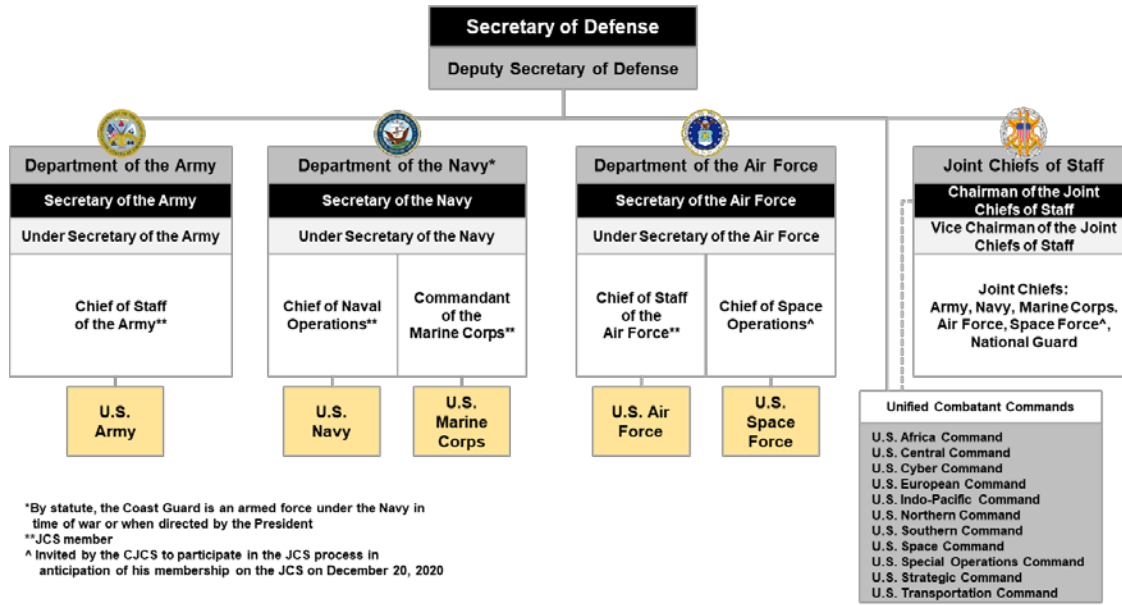 Secretary of Defense
Deputy Secretary of Defense
Department of the Army
Secretary of the Army
Under Secretary of the Army
Chief of Staff
of the Army**
U.S.
Army
Department of the Navy*
Secretary of the Navy
Under Secretary of the Navy
Chief of Naval
Operations**
Commandant
of the
Marine Corps**
U.S.
Navy
U.S.
Marine
Corps
Department of the Air Force
Secretary of the Air Force
Under Secretary of the Air Force
Chief of Staff
of the
Air Force**
Chief of Space
Operations^
U.S. Air
Force
U.S.
Space
Force
Joint Chiefs of Staff
Chairman of the Joint
Chiefs of Staff
Vice Chairman of the Joint
Chiefs of Staff
Joint Chiefs:
Army, Navy, Marine Corps.
Air Force, Space Force^,
National Guard
Unified Combatant Commands
U.S. Africa Command
U.S. Central Command
U.S. Cyber Command
U.S. European Command
U.S. Indo-Pacific Command
U.S. Northern Command
U.S. Southern Command
U.S. Space Command
U.S. Special Operations Command
U.S. Strategic Command
U.S. Transportation Command
*By statute, the Coast Guard is an armed force under the Navy in
time of war or when directed by the President
**JCS member
^ Invited by the CJCS to participate in the JCS process in
anticipation of his membership on the JCS on December 20, 2020